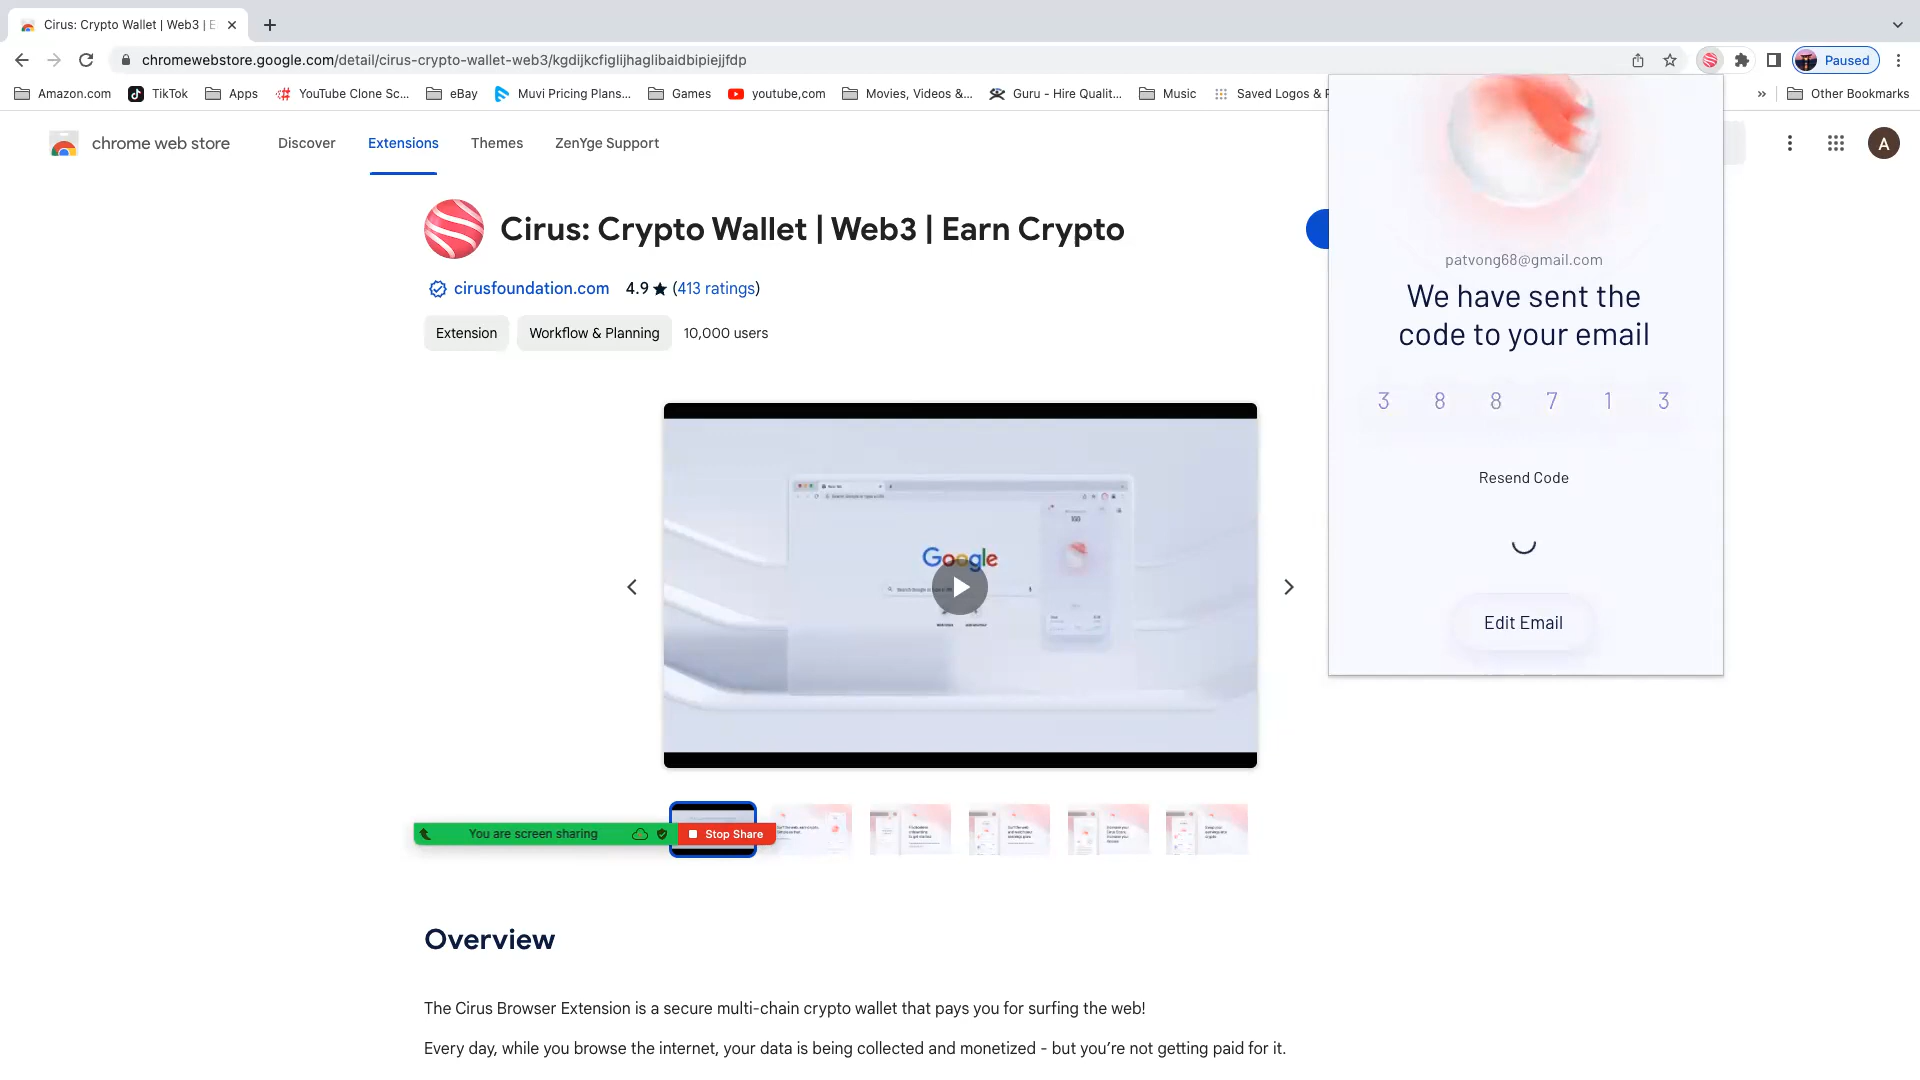 Cirus: Crypto Wallet | Web3 | E
chromewebstore.google.com/detail/cirus-crypto-wallet-web3/kgdijkcfiglijhaglibaidbipiejjfdp
Paused
Amazon.com
TikTok
Apps
YouTube Clone Sc...
eBay
Muvi Pricing Plans...
Games
youtube,com
Movies, Videos &...
Guru - Hire Qualit...
Music
Saved Logos &
»
Other Bookmarks
chrome web store
Discover
Extensions
Themes
ZenYge Support
A
Cirus: Crypto Wallet | Web3 | Earn Crypto
cirusfoundation.com
4.9 ★ (413 ratings)
Extension
Workflow & Planning
10,000 users
patvong68@gmail.com
We have sent the
code to your email
3 8 8 7 1 3
Resend Code
Edit Email
Google
100
You are screen sharing
Stop Share
Overview
The Cirus Browser Extension is a secure multi-chain crypto wallet that pays you for surfing the web!
Every day, while you browse the internet, your data is being collected and monetized - but you’re not getting paid for it.